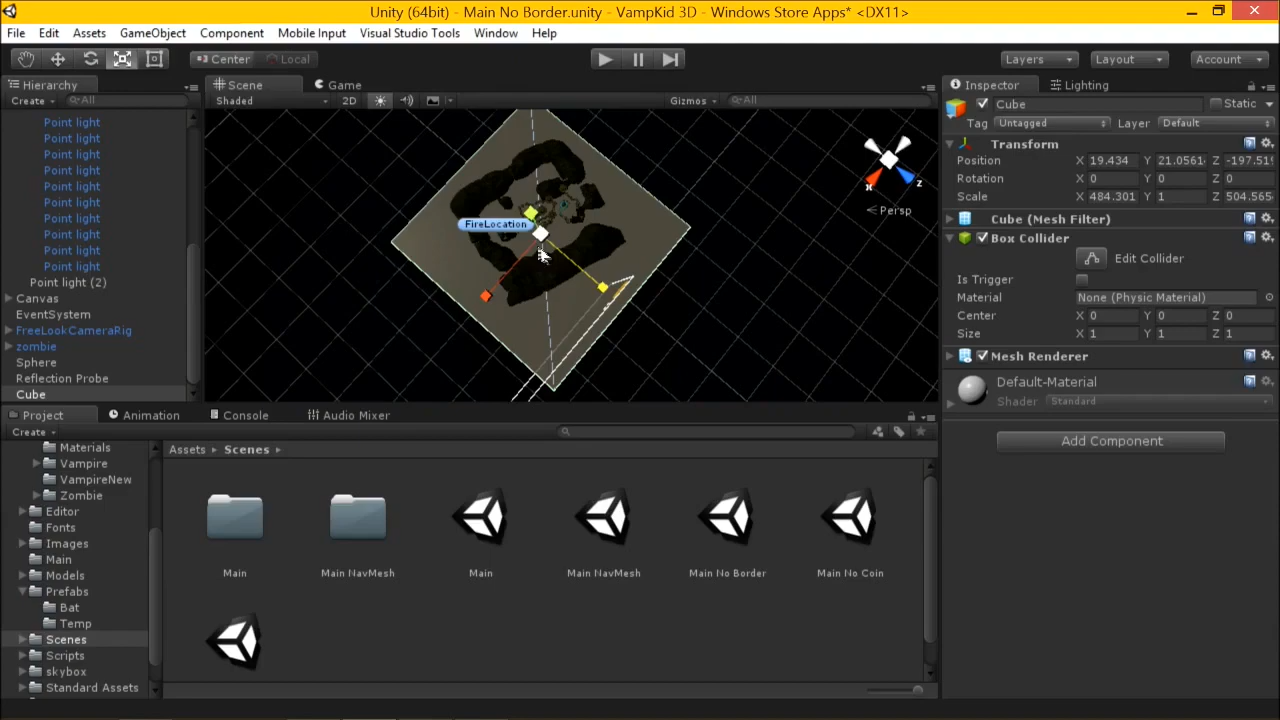 Unity (64bit) - Main No Border.unity - VampKid 3D - Windows Store Apps* <DX11>
File Edit Assets GameObject Component Mobile Input Visual Studio Tools Window Help
Center Local Layers Layout Account
Hierarchy
Create All
Point light
Point light
Point light
Point light
Point light
Point light
Point light
Point light
Point light
Point light
Point light (2)
Canvas
EventSystem
FreeLookCameraRig
zombie
Sphere
Reflection Probe
Cube
Scene Game
Shaded 2D Gizmos All
FireLocation
x z
Persp
Inspector Lighting
Cube Static
Tag Untagged Layer Default
Transform
Position X 19.434 Y 21.0561 Z -197.51
Rotation X 0 Y 0 Z 0
Scale X 484.301 Y 1 Z 504.565
Cube (Mesh Filter)
Box Collider
Edit Collider
Is Trigger
Material None (Physic Material)
Center X 0 Y 0 Z 0
Size X 1 Y 1 Z 1
Mesh Renderer
Default-Material
Shader Standard
Add Component
Project Animation Console Audio Mixer
Create
Materials
Vampire
VampireNew
Zombie
Editor
Fonts
Images
Main
Models
Prefabs
Bat
Temp
Scenes
Scripts
skybox
Standard Assets
Assets Scenes
Main Main NavMesh Main Main NavMesh Main No Border Main No Coin